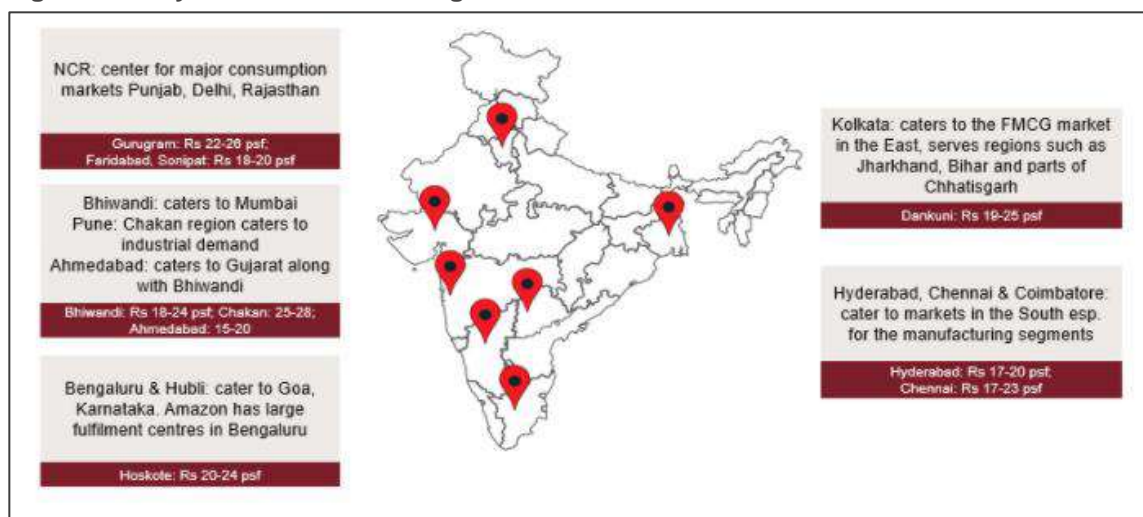 NCR: center for major consumption
markets Punjab, Delhi, Rajasthan
Gurugram: Rs 22-26 psf;
Faridabad, Sonipat: Rs 18-20 psf
Bhiwandi: caters to Mumbai
Pune: Chakan region caters to
industrial demand
Ahmedabad: caters to Gujarat along
with Bhiwandi
Bhiwandi: Rs 18-24 psf; Chakan: 25-28;
Ahmedabad: 15-20
Bengaluru & Hubli: cater to Goa,
Karnataka. Amazon has large
fulfilment centres in Bengaluru
Hoskote: Rs 20-24 psf
Kolkata: caters to the FMCG market
in the East, serves regions such as
Jharkhand, Bihar and parts of
Chhatisgarh
Dankuni: Rs 19-25 psf
Hyderabad, Chennai & Coimbatore:
cater to markets in the South esp.
for the manufacturing segments
Hyderabad: Rs 17-20 psf;
Chennai: Rs 17-23 psf